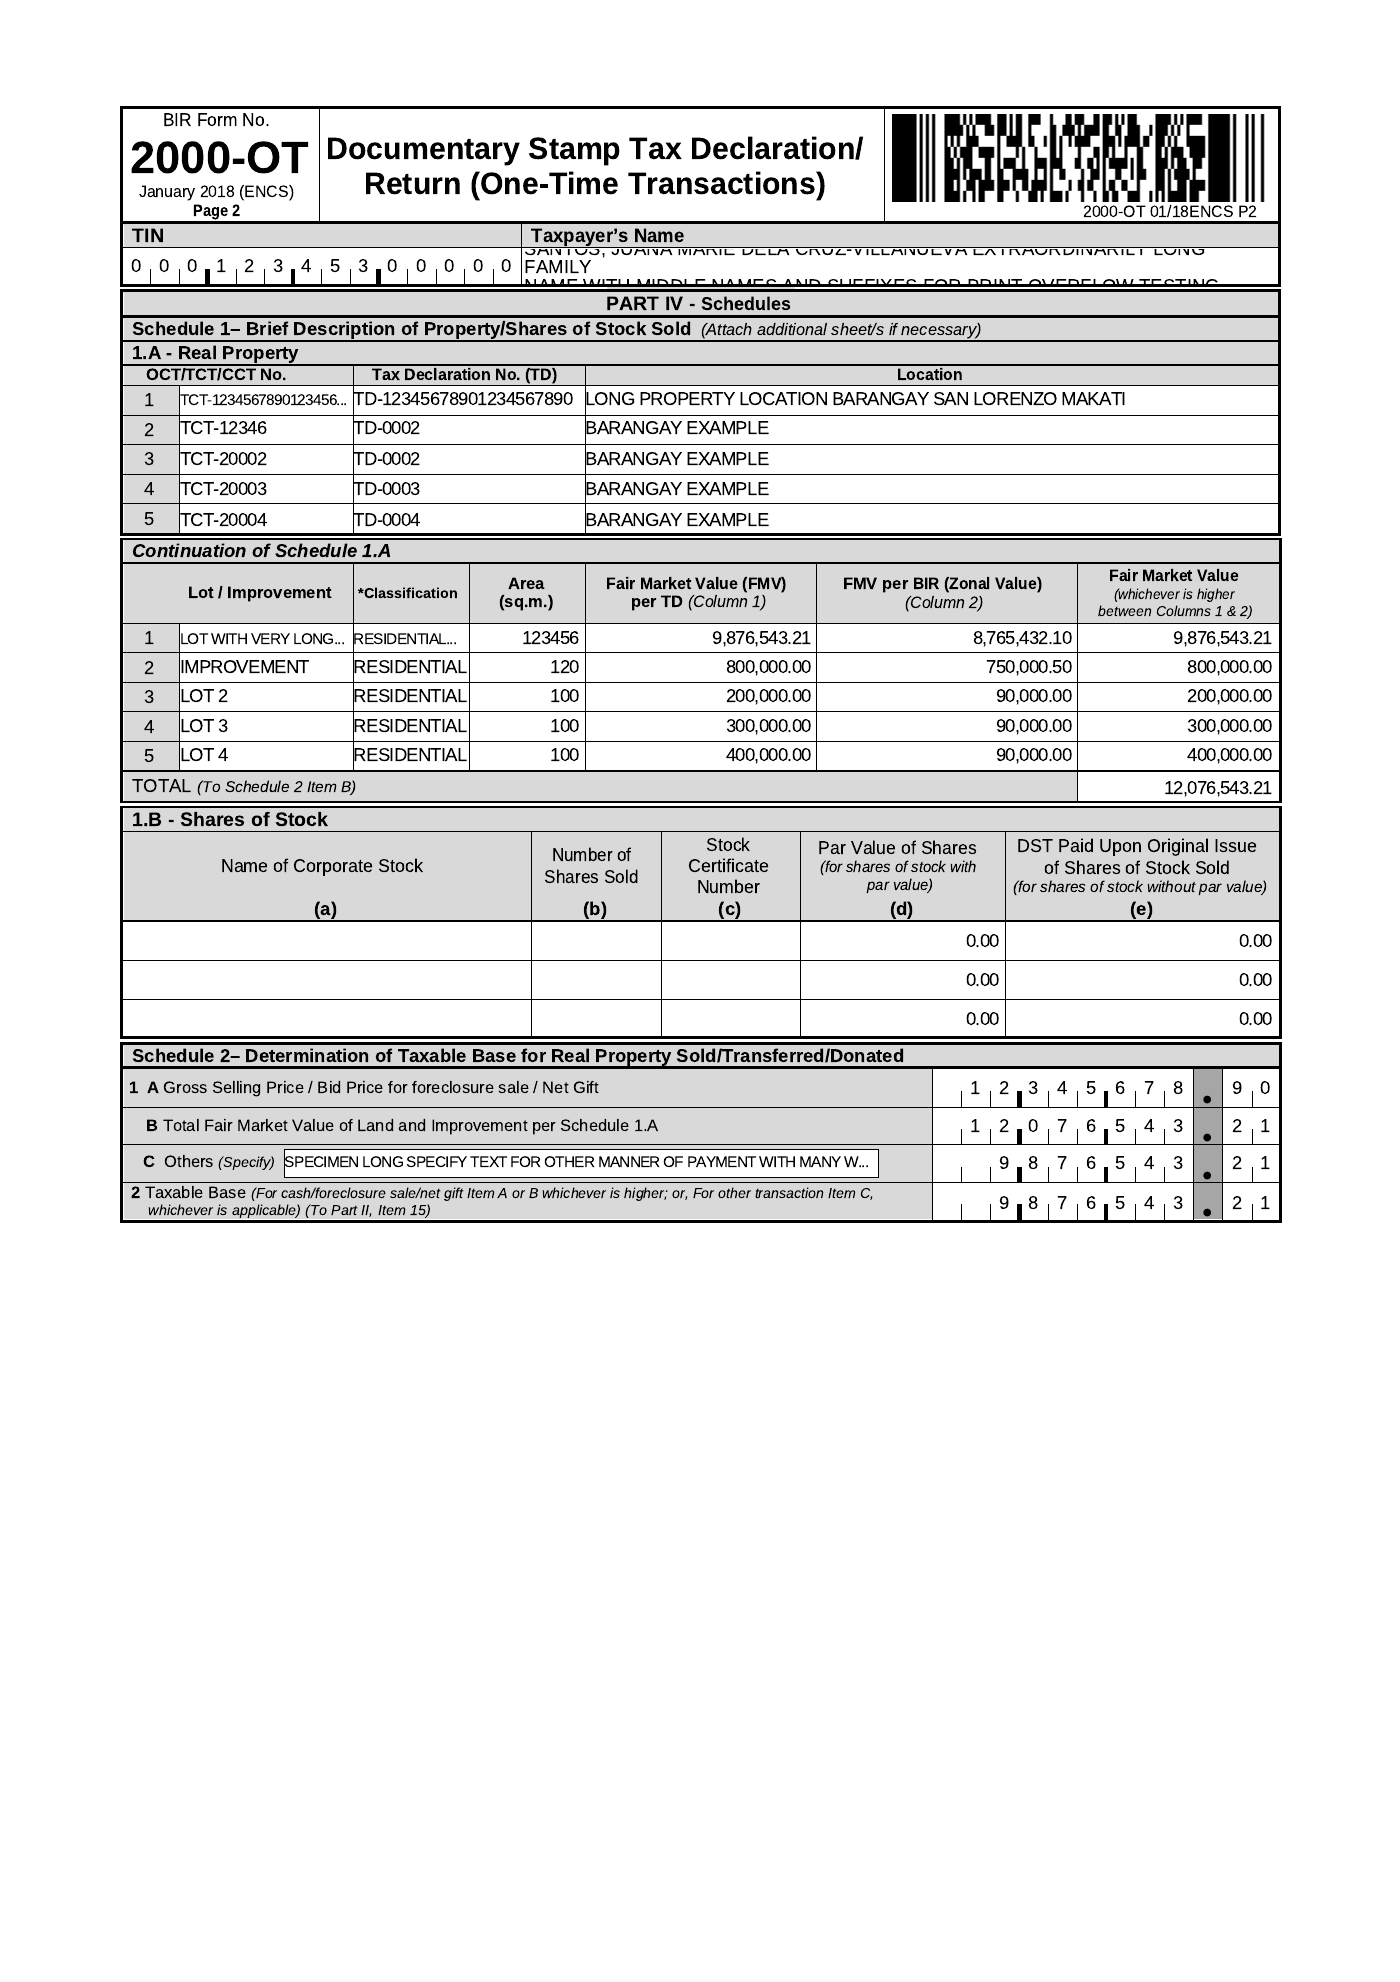 BIR Form No.
2000-OT
January 2018 (ENCS)
Page 2
Documentary Stamp Tax Declaration/
Return (One-Time Transactions)
2000-OT 01/18ENCS P2
TIN
Taxpayer’s Name
0 0 0 1 2 3 4 5 3 0 0 0 0 0
SANTOS, JUANA MARIE DELA CRUZ-VILLANUEVA EXTRAORDINARILY LONG
FAMILY
NAME WITH MIDDLE NAMES AND SUFFIXES FOR PRINT OVERFLOW TESTING
PART IV - Schedules
Schedule 1– Brief Description of Property/Shares of Stock Sold (Attach additional sheet/s if necessary)
1.A - Real Property
OCT/TCT/CCT No. Tax Declaration No. (TD) Location
1 TCT-1234567890123456... TD-12345678901234567890 LONG PROPERTY LOCATION BARANGAY SAN LORENZO MAKATI
2 TCT-12346 TD-0002 BARANGAY EXAMPLE
3 TCT-20002 TD-0002 BARANGAY EXAMPLE
4 TCT-20003 TD-0003 BARANGAY EXAMPLE
5 TCT-20004 TD-0004 BARANGAY EXAMPLE
Continuation of Schedule 1.A
Lot / Improvement
*Classification
Area
(sq.m.)
Fair Market Value (FMV)
per TD (Column 1)
FMV per BIR (Zonal Value)
(Column 2)
Fair Market Value
(whichever is higher
between Columns 1 & 2)
1 LOT WITH VERY LONG... RESIDENTIAL... 123456 9,876,543.21 8,765,432.10 9,876,543.21
2 IMPROVEMENT RESIDENTIAL 120 800,000.00 750,000.50 800,000.00
3 LOT 2 RESIDENTIAL 100 200,000.00 90,000.00 200,000.00
4 LOT 3 RESIDENTIAL 100 300,000.00 90,000.00 300,000.00
5 LOT 4 RESIDENTIAL 100 400,000.00 90,000.00 400,000.00
TOTAL (To Schedule 2 Item B) 12,076,543.21
1.B - Shares of Stock
Name of Corporate Stock
(a)
Number of
Shares Sold
(b)
Stock
Certificate
Number
(c)
Par Value of Shares
(for shares of stock with
par value)
(d)
DST Paid Upon Original Issue
of Shares of Stock Sold
(for shares of stock without par value)
(e)
0.00 0.00
0.00 0.00
0.00 0.00
Schedule 2– Determination of Taxable Base for Real Property Sold/Transferred/Donated
1 A Gross Selling Price / Bid Price for foreclosure sale / Net Gift 1 2 3 4 5 6 7 8 . 9 0
B Total Fair Market Value of Land and Improvement per Schedule 1.A 1 2 0 7 6 5 4 3 . 2 1
C Others (Specify) SPECIMEN LONG SPECIFY TEXT FOR OTHER MANNER OF PAYMENT WITH MANY W... 9 8 7 6 5 4 3 . 2 1
2 Taxable Base (For cash/foreclosure sale/net gift Item A or B whichever is higher; or, For other transaction Item C,
whichever is applicable) (To Part II, Item 15) 9 8 7 6 5 4 3 . 2 1